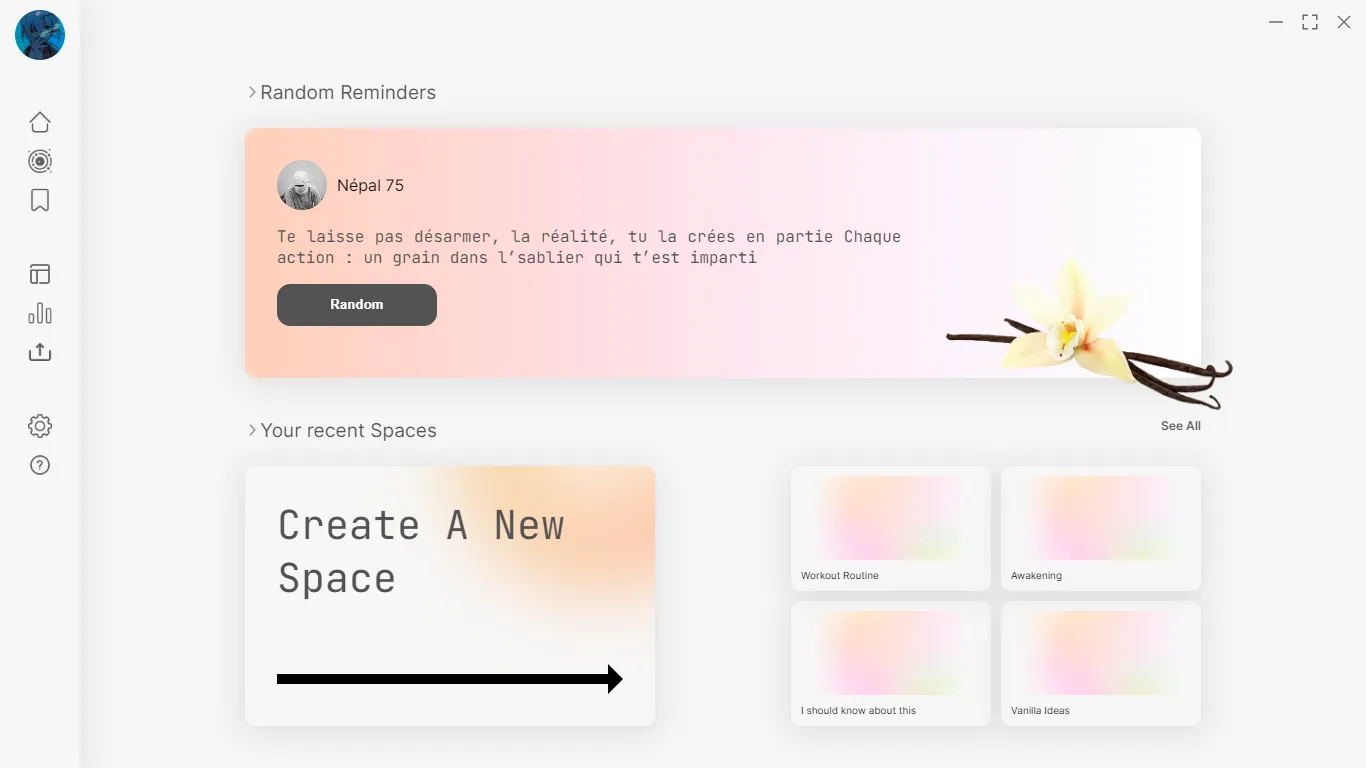 Random Reminders
Népal 75
Te laisse pas désarmer, la réalité, tu la crées en partie Chaque
action : un grain dans l’sablier qui t’est imparti
Random
Your recent Spaces
See All
Create A New
Space
Workout Routine
Awakening
I should know about this
Vanilla Ideas